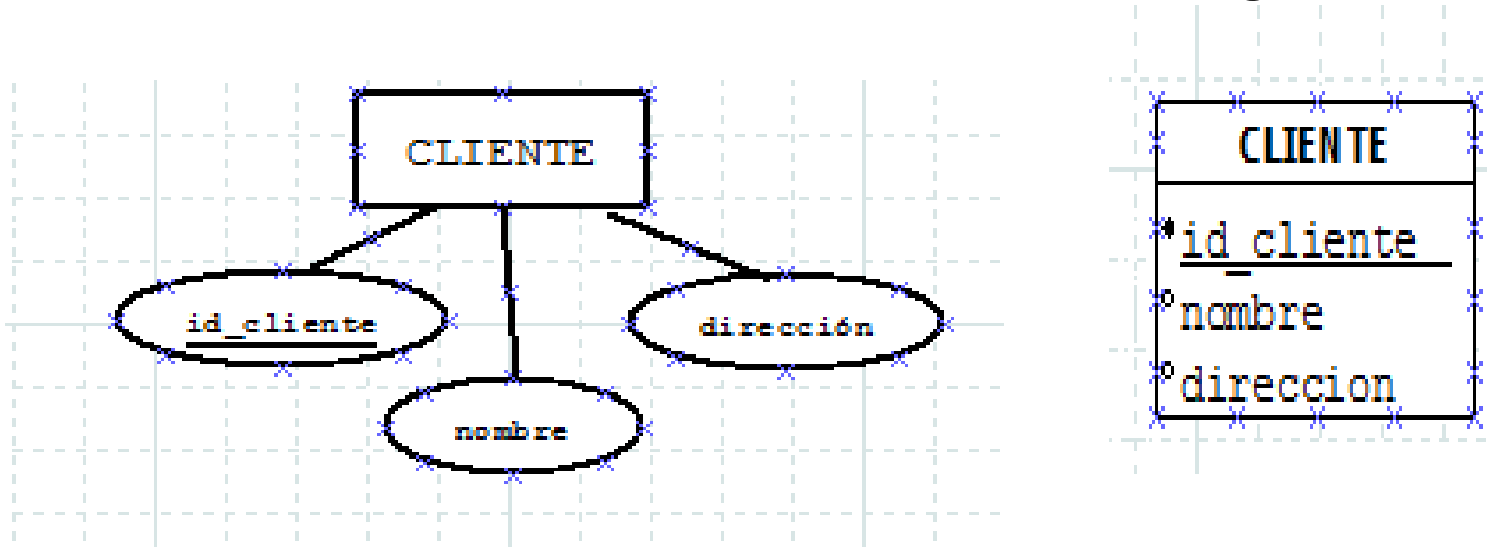 CLIENTE
id_cliente
dirección
nombre
CLIENTE
id_cliente
nombre
direccion